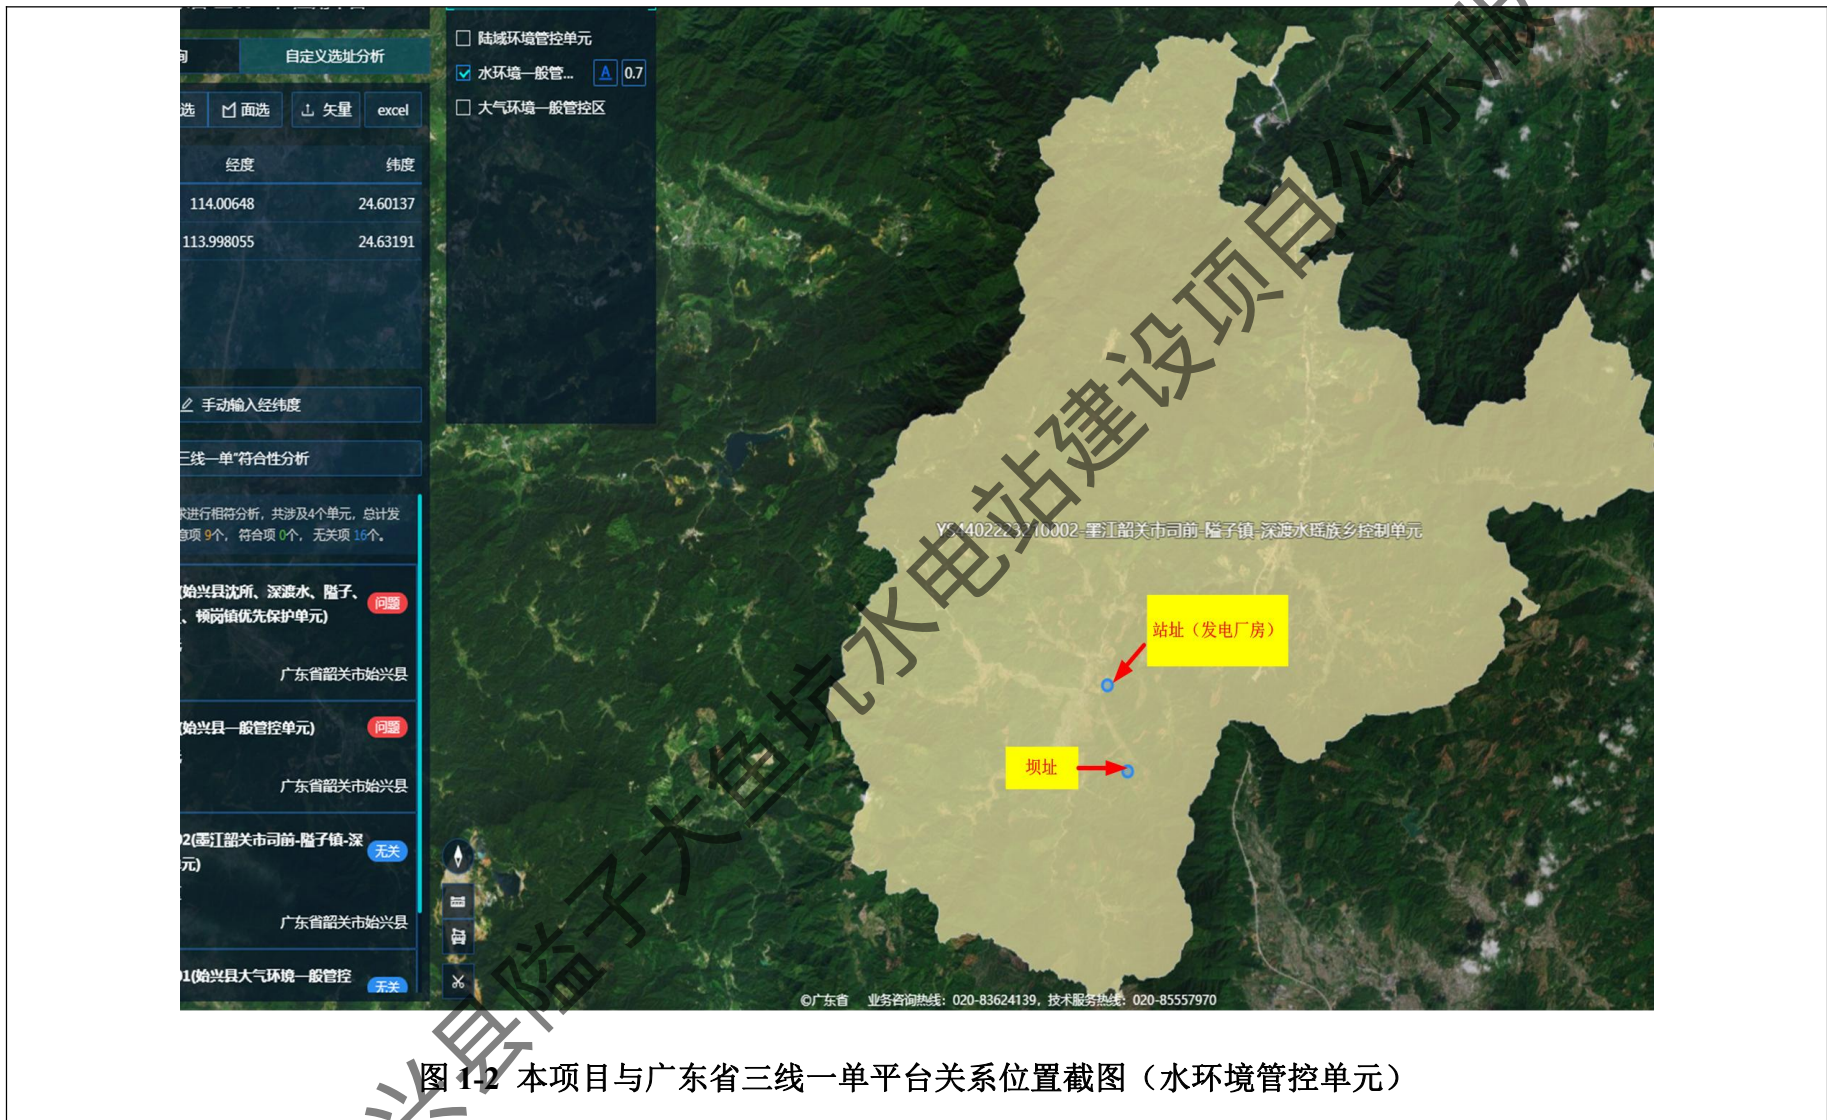 自定义选址分析
选
面选
矢量
excel
经度 纬度
114.00648 24.60137
113.998055 24.63191
手动输入经纬度
三线一单"符合性分析
求进行相符分析，共涉及4个单元，总计发
意项 9个，符合项 0个，无关项 16个。
(始兴县沈所、深渡水、隘子、
、顿岗镇优先保护单元)
问题
广东省韶关市始兴县
(始兴县一般管控单元)
问题
广东省韶关市始兴县
02(墨江韶关市司前-隘子镇-深
元)
无关
广东省韶关市始兴县
01(始兴县大气环境一般管控
无关
陆域环境管控单元
水环境一般管...
A
0.7
大气环境一般管控区
YS4402223210002-墨江韶关市司前-隘子镇-深渡水瑶族乡控制单元
站址（发电厂房）
坝址
©广东省 业务咨询热线：020-83624139，技术服务热线：020-85557970
兴县隘子大鱼坑水电站建设项目公示版
图 1-2 本项目与广东省三线一单平台关系位置截图（水环境管控单元）